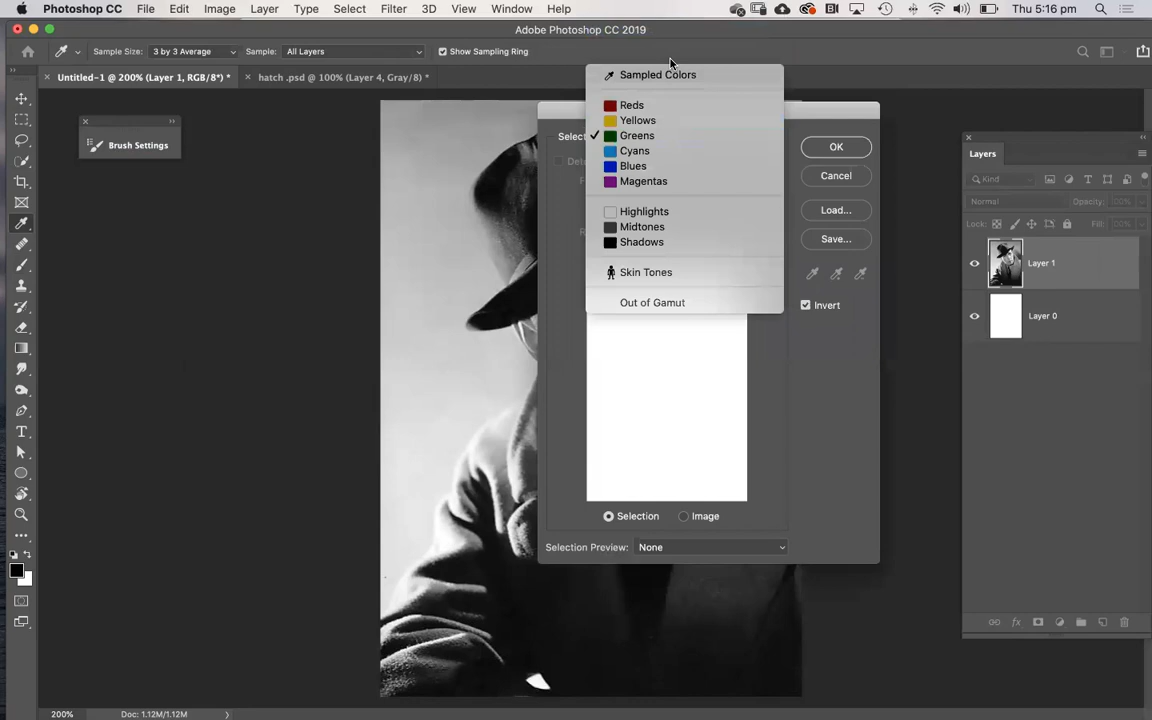 Photoshop CC File Edit Image Layer Type Select Filter 3D View Window Help Thu 5:16 pm
Adobe Photoshop CC 2019
Sample Size: 3 by 3 Average Sample: All Layers Show Sampling Ring
Untitled-1 @ 200% (Layer 1, RGB/8*) * hatch .psd @ 100% (Layer 4, Gray/8) *
Brush Settings
Sampled Colors
Reds
Yellows
Greens
Cyans
Blues
Magentas
Highlights
Midtones
Shadows
Skin Tones
Out of Gamut
Select
OK
Cancel
Load...
Save...
Invert
Selection Image
Selection Preview: None
Layers
Kind
Normal Opacity:
Lock: Fill:
Layer 1
Layer 0
200% Doc: 1.12M/1.12M